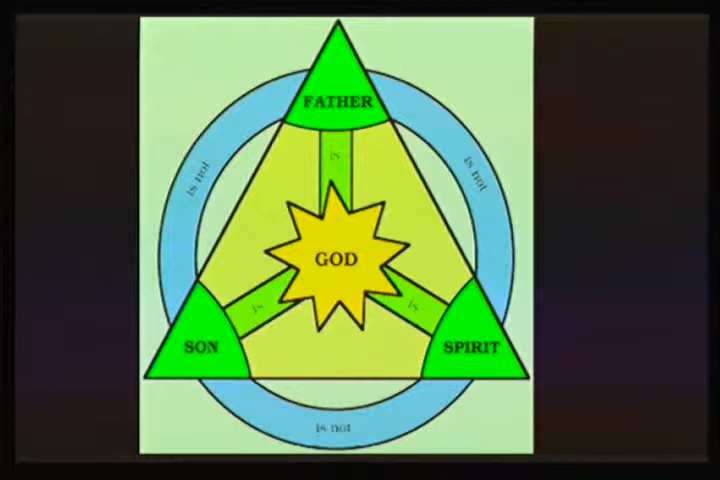 FATHER
is
is not
is not
GOD
is
is
SON
SPIRIT
is not